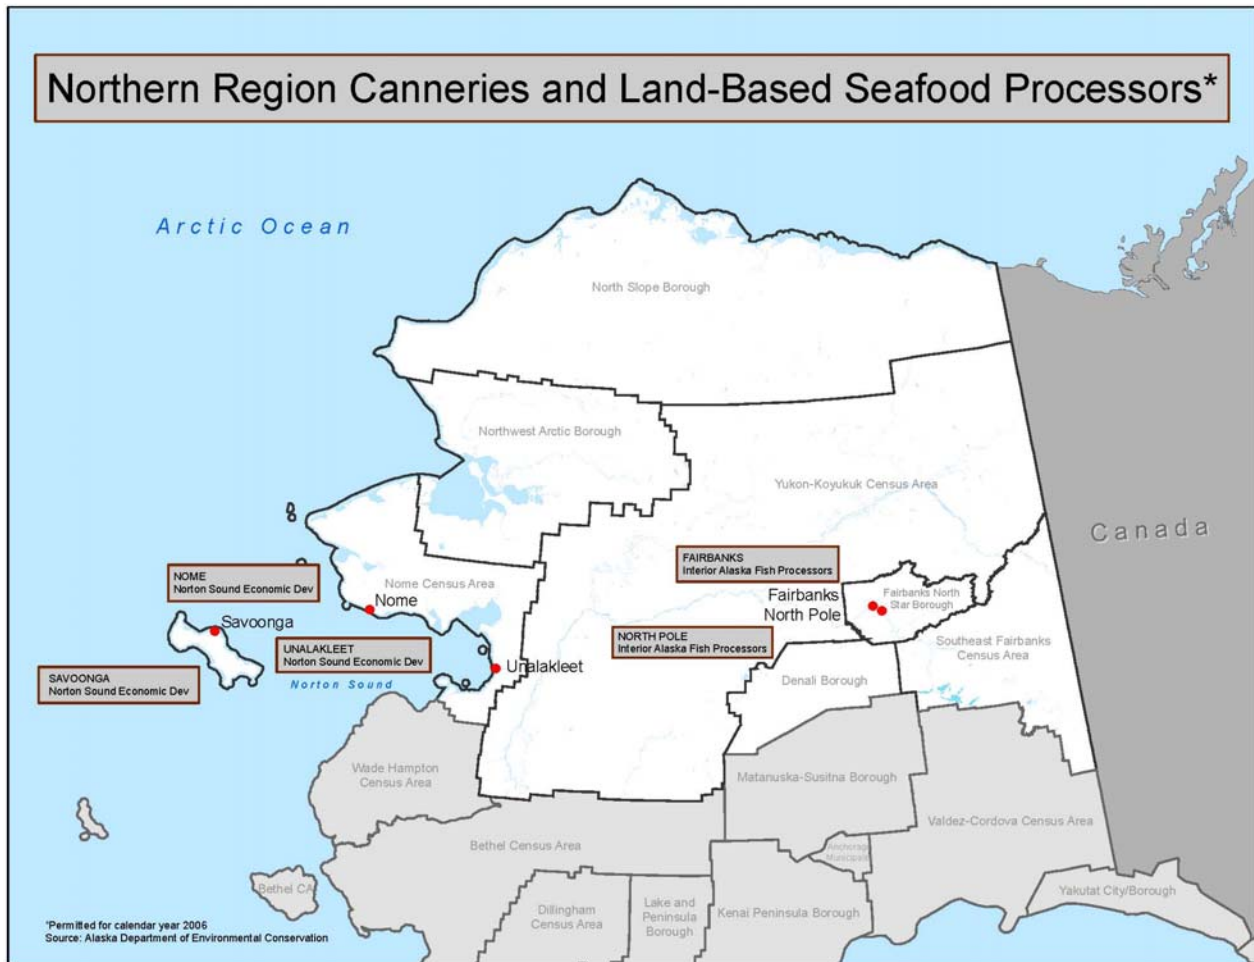 Northern Region Canneries and Land-Based Seafood Processors*
Arctic Ocean
North Slope Borough
Northwest Arctic Borough
Yukon-Koyukuk Census Area
Canada
FAIRBANKS
Interior Alaska Fish Processors
NOME
Norton Sound Economic Dev
Nome Census Area
Nome
Fairbanks
North Pole
Fairbanks North
Star Borough
Savoonga
UNALAKLEET
Norton Sound Economic Dev
NORTH POLE
Interior Alaska Fish Processors
Southeast Fairbanks
Census Area
Unalakleet
SAVOONGA
Norton Sound Economic Dev
Norton Sound
Denali Borough
Wade Hampton
Census Area
Matanuska-Susitna Borough
Valdez-Cordova Census Area
Bethel Census Area
Anchorage
Municipale
Bethel CA
Yakutat City/Borough
Dillingham
Census Area
Lake and
Peninsula
Borough
Kenai Peninsula Borough
*Permitted for calendar year 2006
Source: Alaska Department of Environmental Conservation